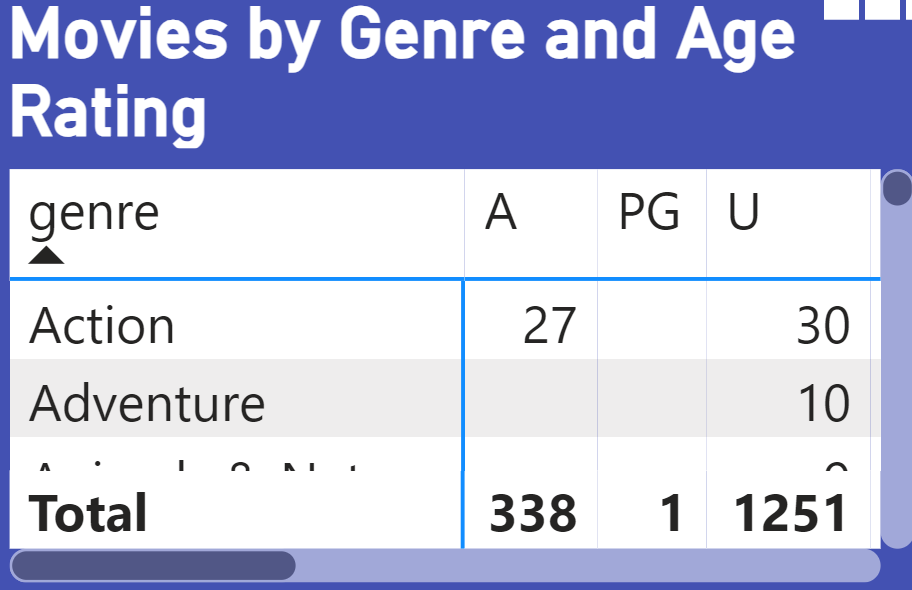 Movies by Genre and Age
Rating
genre A PG U
Action 27 30
Adventure 10
Total 338 1 1251